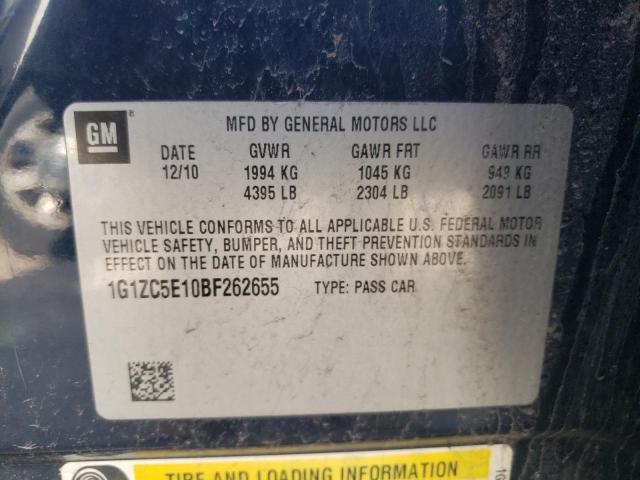 GM
MFD BY GENERAL MOTORS LLC
DATE GVWR GAWR FRT GAWR RR
12/10 1994 KG 1045 KG 949 KG
4395 LB 2304 LB 2091 LB
THIS VEHICLE CONFORMS TO ALL APPLICABLE U.S. FEDERAL MOTOR
VEHICLE SAFETY, BUMPER, AND THEFT PREVENTION STANDARDS IN
EFFECT ON THE DATE OF MANUFACTURE SHOWN ABOVE.
1G1ZC5E10BF262655 TYPE: PASS CAR
TIRE AND LOADING INFORMATION